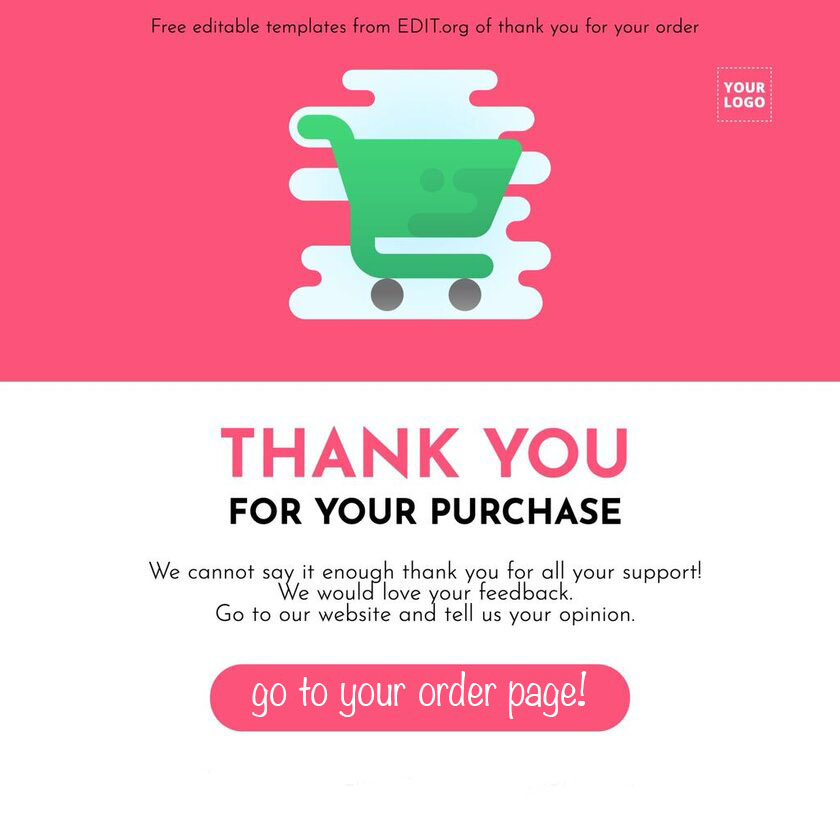 Free editable templates from EDIT.org of thank you for your order
YOUR
LOGO
THANK YOU
FOR YOUR PURCHASE
We cannot say it enough thank you for all your support!
We would love your feedback.
Go to our website and tell us your opinion.
go to your order page!